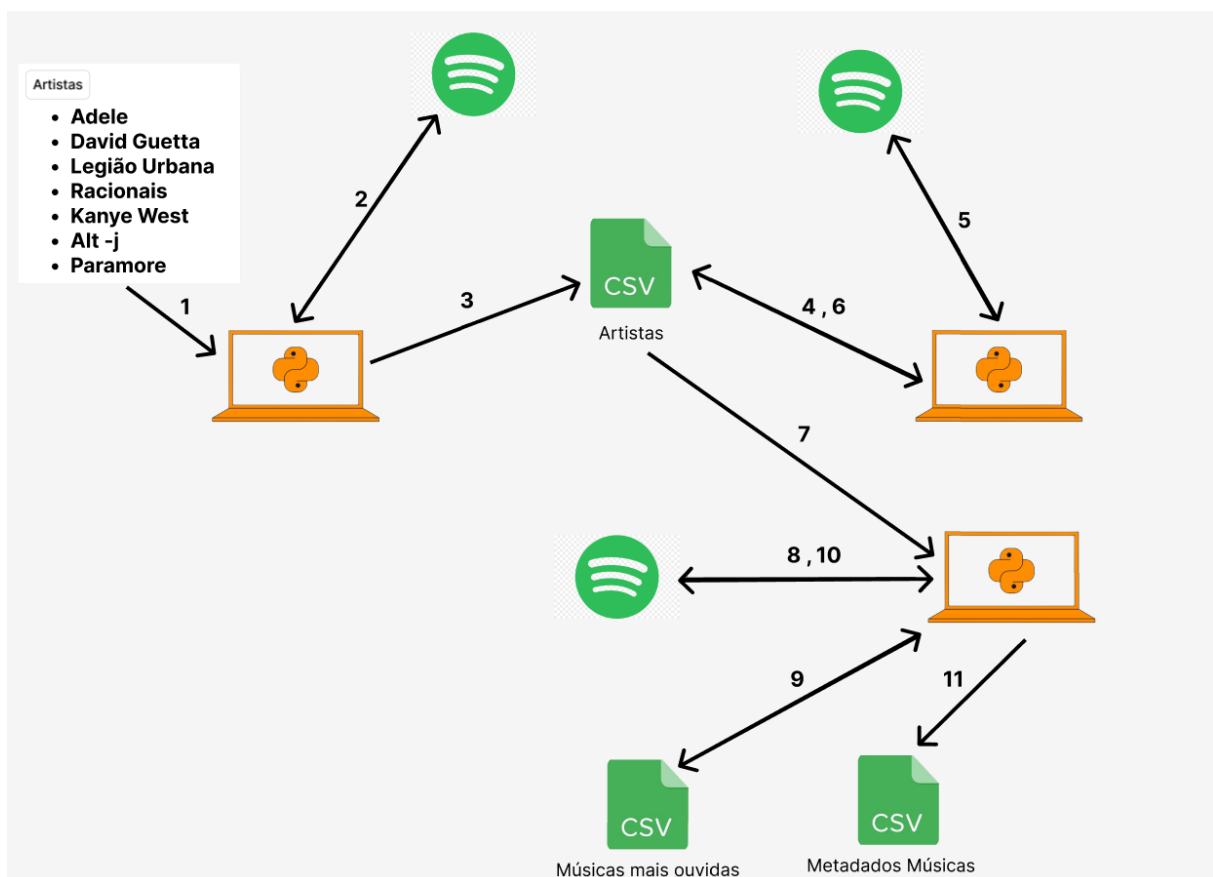 Artistas
Adele
David Guetta
Legião Urbana
Racionais
Kanye West
Alt -j
Paramore
1
2
3
CSV
Artistas
4 , 6
5
7
8 , 10
9
11
CSV
Músicas mais ouvidas
CSV
Metadados Músicas